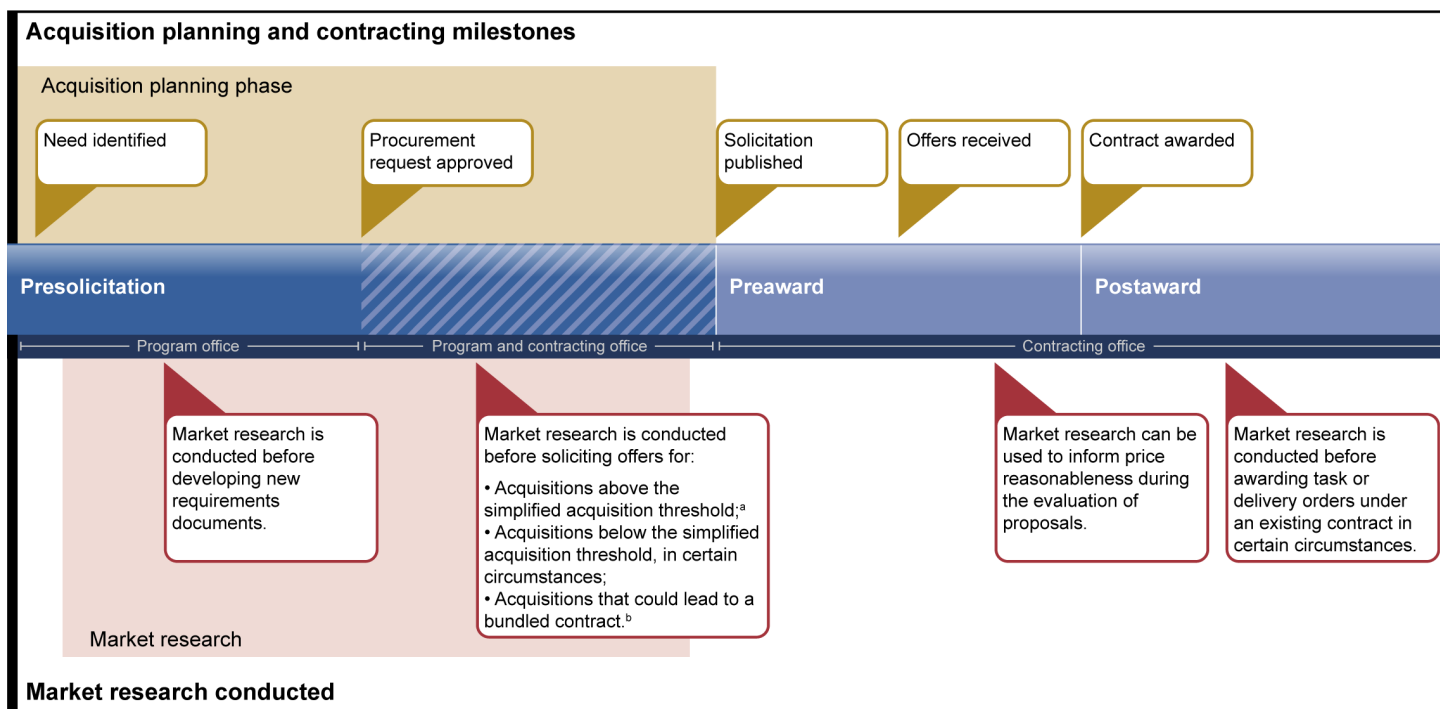 Acquisition planning and contracting milestones
Acquisition planning phase
Need identified
Procurement
request approved
Solicitation
published
Offers received
Contract awarded
Presolicitation
Preaward
Postaward
Program office
Program and contracting office
Contracting office
Market research is
conducted before
developing new
requirements
documents.
Market research is conducted
before soliciting offers for:
• Acquisitions above the
simplified acquisition threshold;ᵃ
• Acquisitions below the simplified
acquisition threshold, in certain
circumstances;
• Acquisitions that could lead to a
bundled contract.ᵇ
Market research can be
used to inform price
reasonableness during
the evaluation of
proposals.
Market research is
conducted before
awarding task or
delivery orders under
an existing contract in
certain circumstances.
Market research
Market research conducted